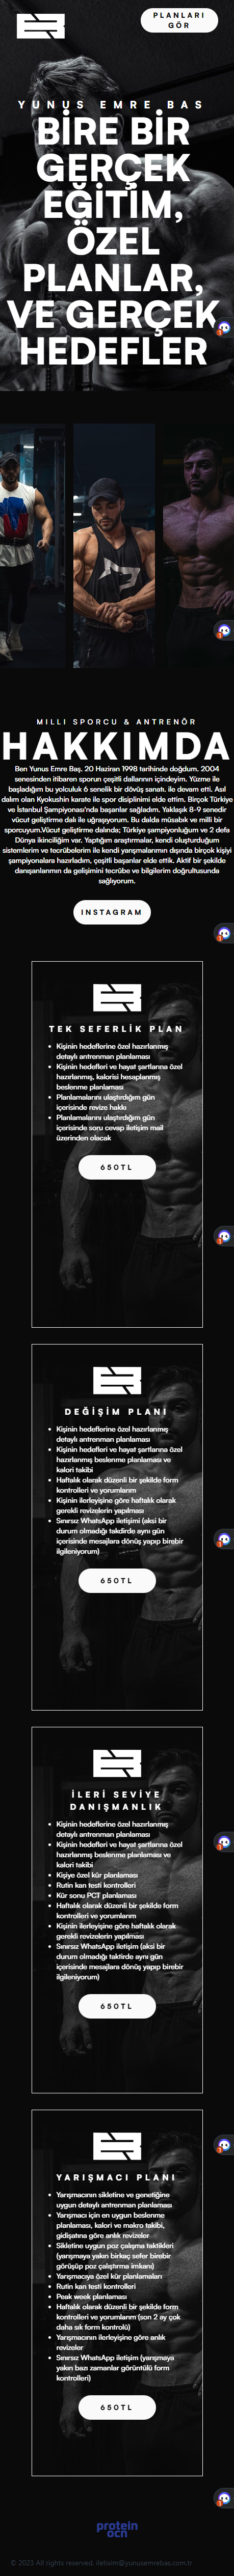 PLANLARI
GÖR
YUNUS EMRE BAS
BİRE BİR
GERÇEK
EĞİTİM,
ÖZEL
PLANLAR,
VE GERÇEK
HEDEFLER
MILLI SPORCU & ANTRENÖR
HAKKIMDA
Ben Yunus Emre Baş. 20 Haziran 1998 tarihinde doğdum. 2004
senesinden itibaren sporun çeşitli dallarının içindeyim. Yüzme ile
başladığım bu yolculuk 6 senelik bir dövüş sanatı. ile devam etti. Asıl
dalım olan Kyokushin karate ile spor disiplinimi elde ettim. Birçok Türkiye
ve İstanbul Şampiyonası'nda başarılar sağladım. Yaklaşık 8-9 senedir
vücut geliştirme dalı ile uğraşıyorum. Bu dalda müsabık ve milli bir
sporcuyum.Vücut geliştirme dalında; Türkiye şampiyonluğum ve 2 defa
Dünya ikinciliğim var. Yaptığım araştırmalar, kendi oluşturduğum
sistemlerim ve tecrübelerim ile kendi yarışmalarımın dışında birçok kişiyi
şampiyonalara hazırladım, çeşitli başarılar elde ettik. Aktif bir şekilde
danışanlarımın da gelişimini tecrübe ve bilgilerim doğrultusunda
sağlıyorum.
INSTAGRAM
TEK SEFERLİK PLAN
Kişinin hedeflerine özel hazırlanmış
detaylı antrenman planlaması
Kişinin hedefleri ve hayat şartlarına özel
hazırlanmış, kalorisi hesaplanmış
beslenme planlaması
Planlamalarını ulaştırdığım gün
içerisinde revize hakkı
Planlamalarını ulaştırdığım gün
içerisinde soru cevap iletişim mail
üzerinden olacak
650TL
DEĞİŞİM PLANI
Kişinin hedeflerine özel hazırlanmış
detaylı antrenman planlaması
Kişinin hedefleri ve hayat şartlarına özel
hazırlanmış beslenme planlaması ve
kalori takibi
Haftalık olarak düzenli bir şekilde form
kontrolleri ve yorumlarım
Kişinin ilerleyişine göre haftalık olarak
gerekli revizelerin yapılması
Sınırsız WhatsApp iletişimi (aksi bir
durum olmadığı takdirde aynı gün
içerisinde mesajlara dönüş yapıp birebir
ilgileniyorum)
650TL
İLERİ SEVİYE
DANIŞMANLIK
Kişinin hedeflerine özel hazırlanmış
detaylı antrenman planlaması
Kişinin hedefleri ve hayat şartlarına özel
hazırlanmış beslenme planlaması ve
kalori takibi
Kişiye özel kür planlaması
Rutin kan testi kontrolleri
Kür sonu PCT planlaması
Haftalık olarak düzenli bir şekilde form
kontrolleri ve yorumlarım
Kişinin ilerleyişine göre haftalık olarak
gerekli revizelerin yapılması
Sınırsız WhatsApp iletişim (aksi bir
durum olmadığı taktirde aynı gün
içerisinde mesajlara dönüş yapıp birebir
ilgileniyorum)
650TL
YARIŞMACI PLANI
Yarışmacının sikletine ve genetiğine
uygun detaylı antrenman planlaması
Yarışmacı için en uygun beslenme
planlaması, kalori ve makro takibi,
gidişatına göre anlık revizeler
Sikletine uygun poz çalışma taktikleri
(yarışmaya yakın birkaç sefer birebir
görüşüp poz çalıştırma imkanı)
Yarışmacıya özel kür planlamaları
Rutin kan testi kontrolleri
Peak week planlaması
Haftalık olarak düzenli bir şekilde form
kontrolleri ve yorumlarım (son 2 ay çok
daha sık form kontrolü)
Yarışmacının ilerleyişine göre anlık
revizeler
Sınırsız WhatsApp iletişim (yarışmaya
yakın bazı zamanlar görüntülü form
kontrolleri)
650TL
protein
ocn
© 2023 All rights reserved. iletisim@yunusemrebas.com.tr